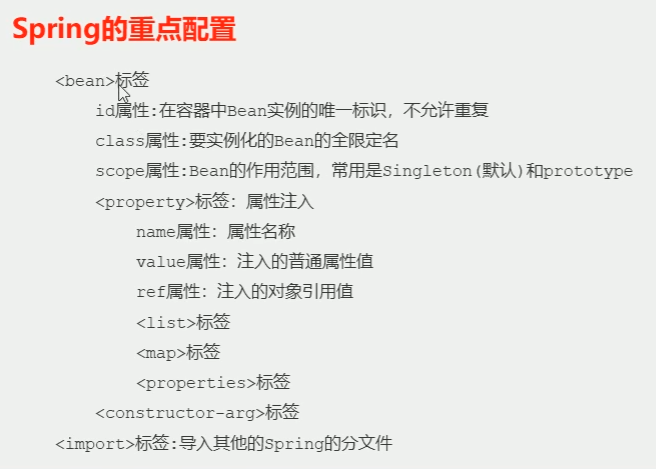 Spring的重点配置
<bean>标签
id属性:在容器中Bean实例的唯一标识，不允许重复
class属性:要实例化的Bean的全限定名
scope属性:Bean的作用范围，常用是Singleton(默认)和prototype
<property>标签：属性注入
name属性：属性名称
value属性：注入的普通属性值
ref属性：注入的对象引用值
<list>标签
<map>标签
<properties>标签
<constructor-arg>标签
<import>标签:导入其他的Spring的分文件